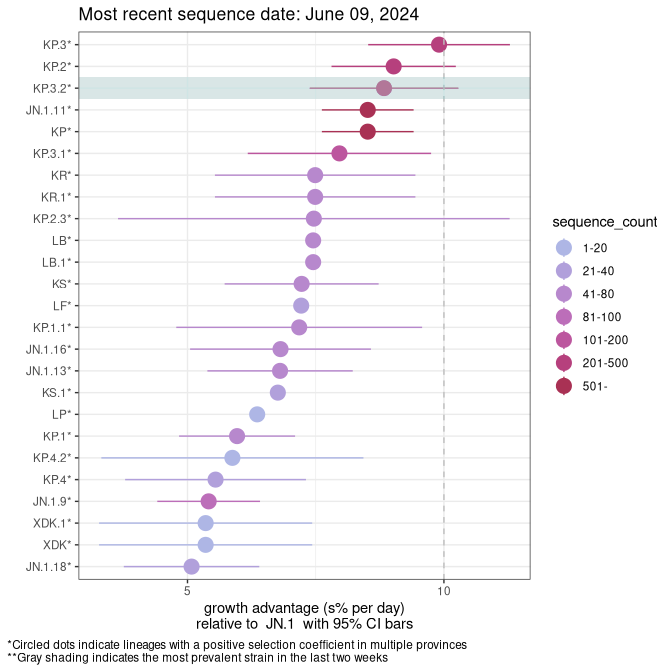 Most recent sequence date: June 09, 2024
KP.3*
KP.2*
KP.3.2*
JN.1.11*
KP*
KP.3.1*
KR*
KR.1*
KP.2.3*
LB*
LB.1*
KS*
LF*
KP.1.1*
JN.1.16*
JN.1.13*
KS.1*
LP*
KP.1*
KP.4.2*
KP.4*
JN.1.9*
XDK.1*
XDK*
JN.1.18*
5 10
growth advantage (s% per day)
relative to JN.1 with 95% CI bars
sequence_count
1-20
21-40
41-80
81-100
101-200
201-500
501-
*Circled dots indicate lineages with a positive selection coefficient in multiple provinces
**Gray shading indicates the most prevalent strain in the last two weeks